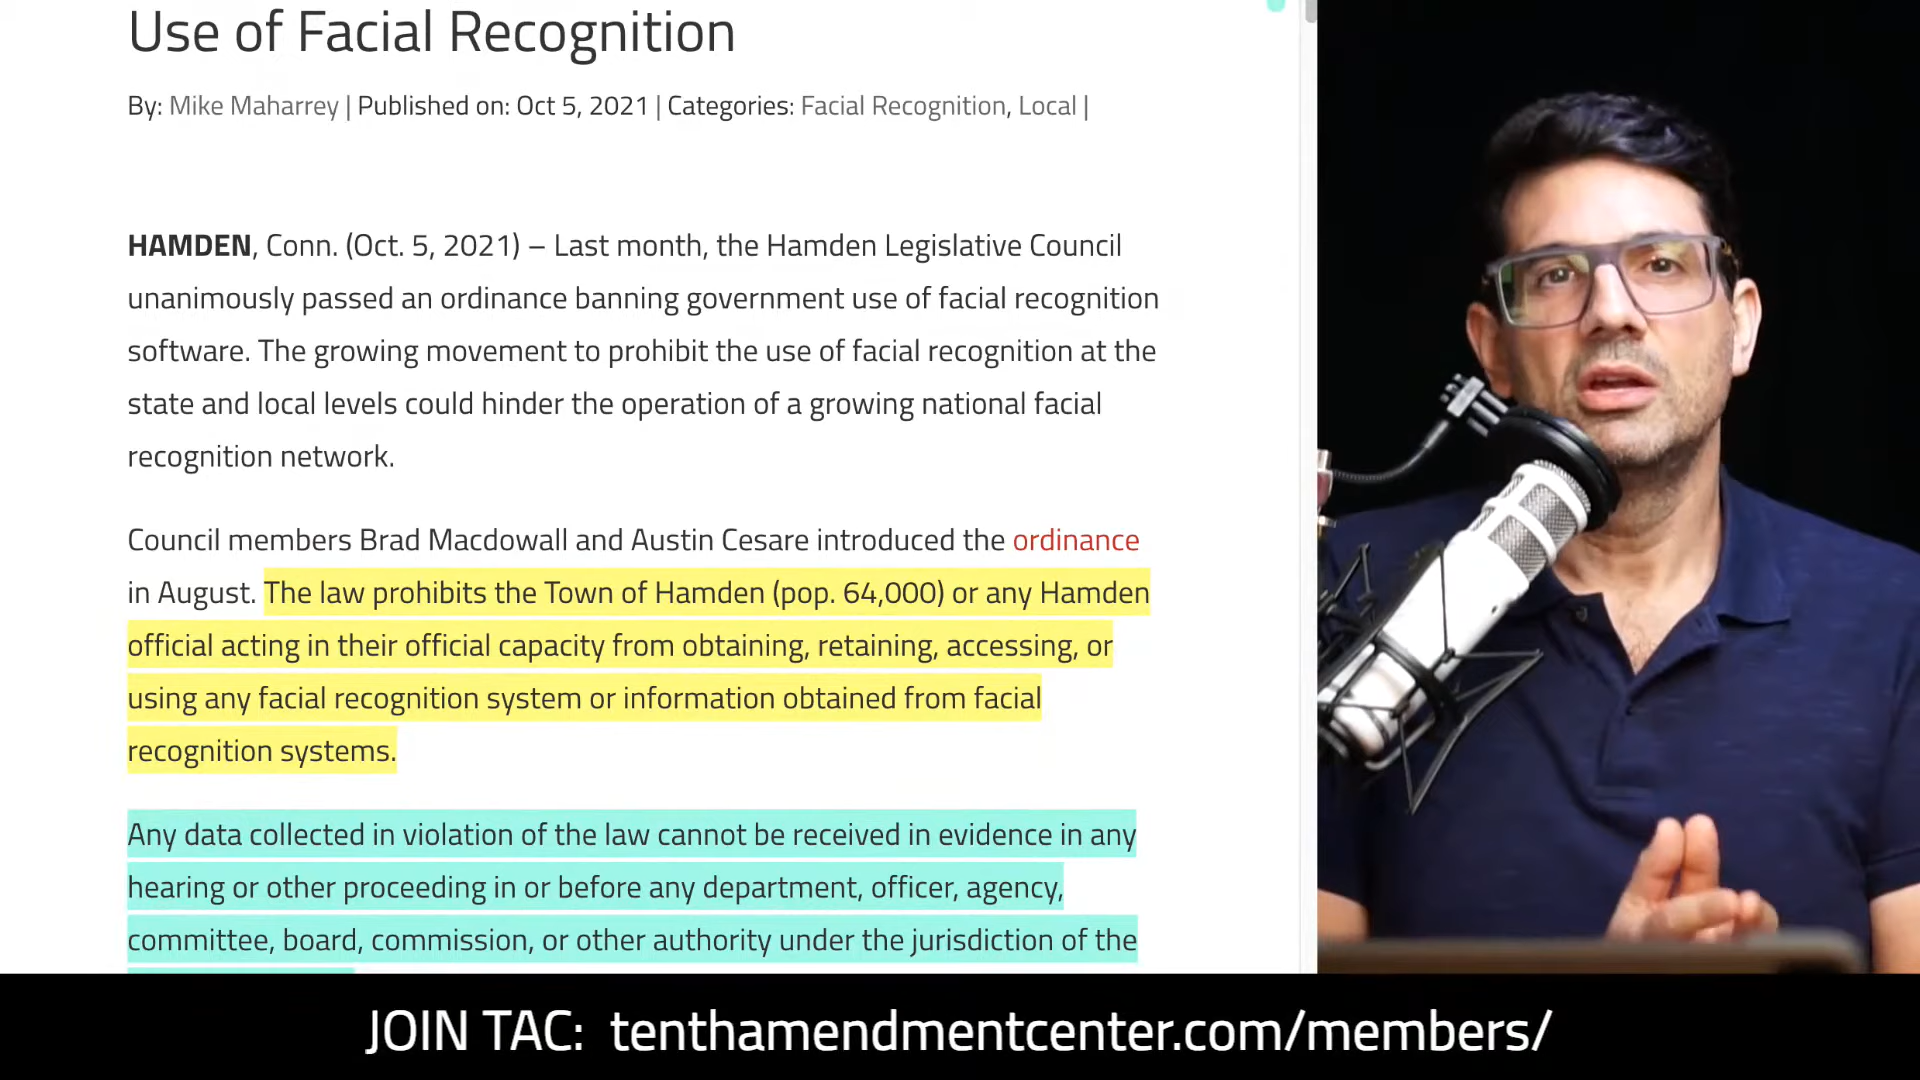 Use of Facial Recognition
By: Mike Maharrey | Published on: Oct 5, 2021 | Categories: Facial Recognition, Local |
HAMDEN, Conn. (Oct. 5, 2021) – Last month, the Hamden Legislative Council
unanimously passed an ordinance banning government use of facial recognition
software. The growing movement to prohibit the use of facial recognition at the
state and local levels could hinder the operation of a growing national facial
recognition network.
Council members Brad Macdowall and Austin Cesare introduced the ordinance
in August. The law prohibits the Town of Hamden (pop. 64,000) or any Hamden
official acting in their official capacity from obtaining, retaining, accessing, or
using any facial recognition system or information obtained from facial
recognition systems.
Any data collected in violation of the law cannot be received in evidence in any
hearing or other proceeding in or before any department, officer, agency,
committee, board, commission, or other authority under the jurisdiction of the
JOIN TAC: tenthamendmentcenter.com/members/